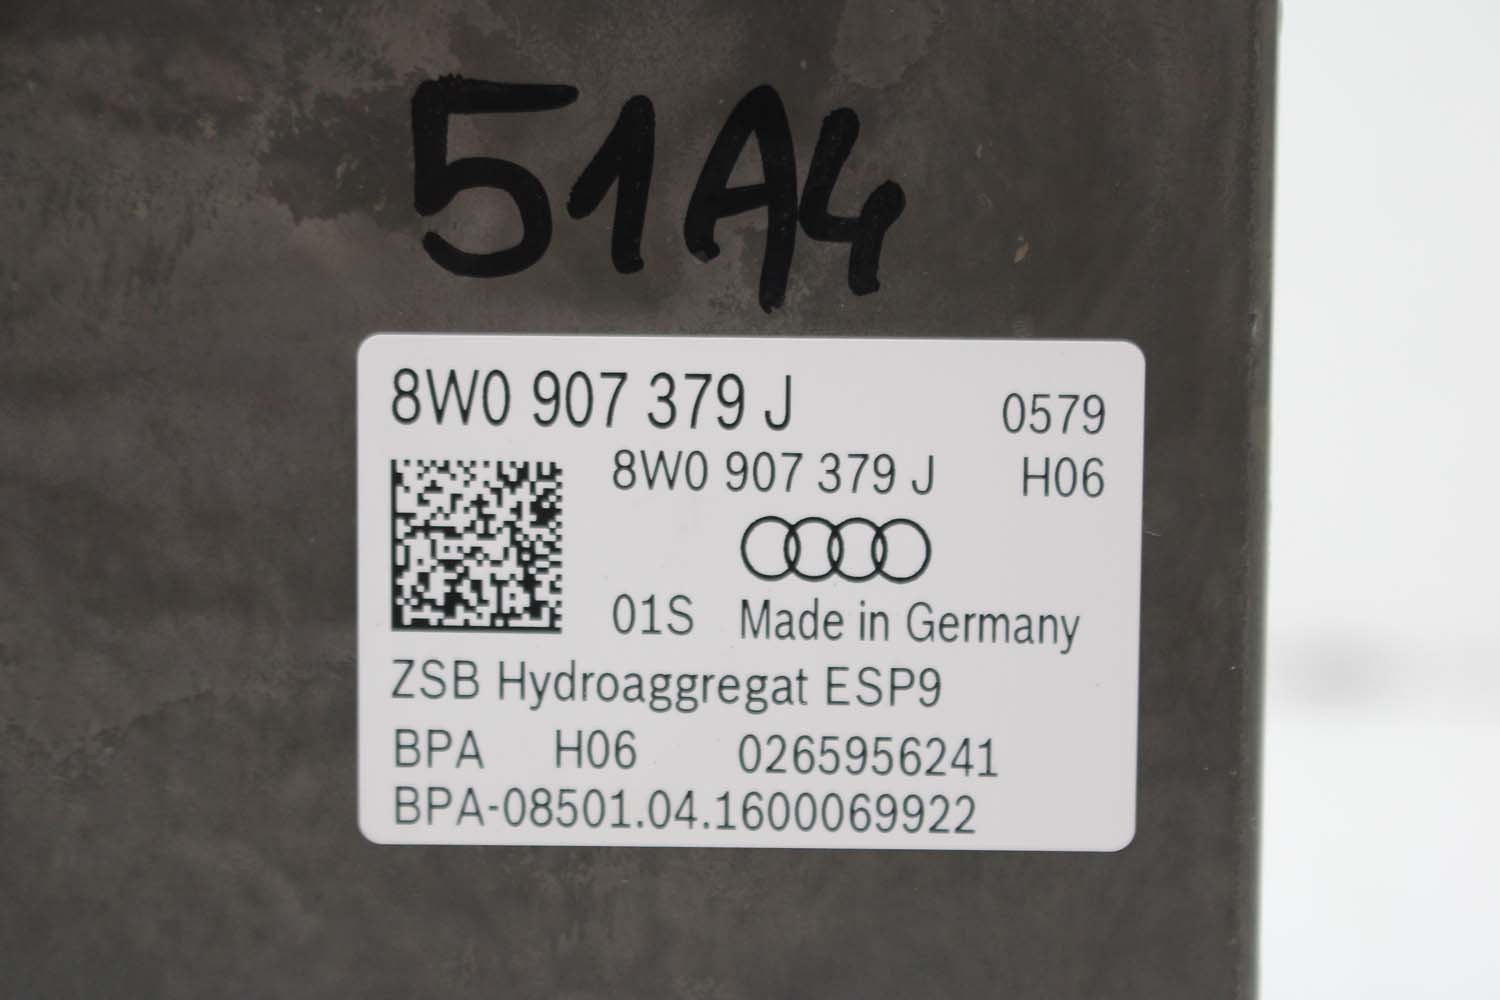 51A4
8W0 907 379 J 0579
8W0 907 379 J H06
01S Made in Germany
ZSB Hydroaggregat ESP9
BPA H06 0265956241
BPA-08501.04.1600069922